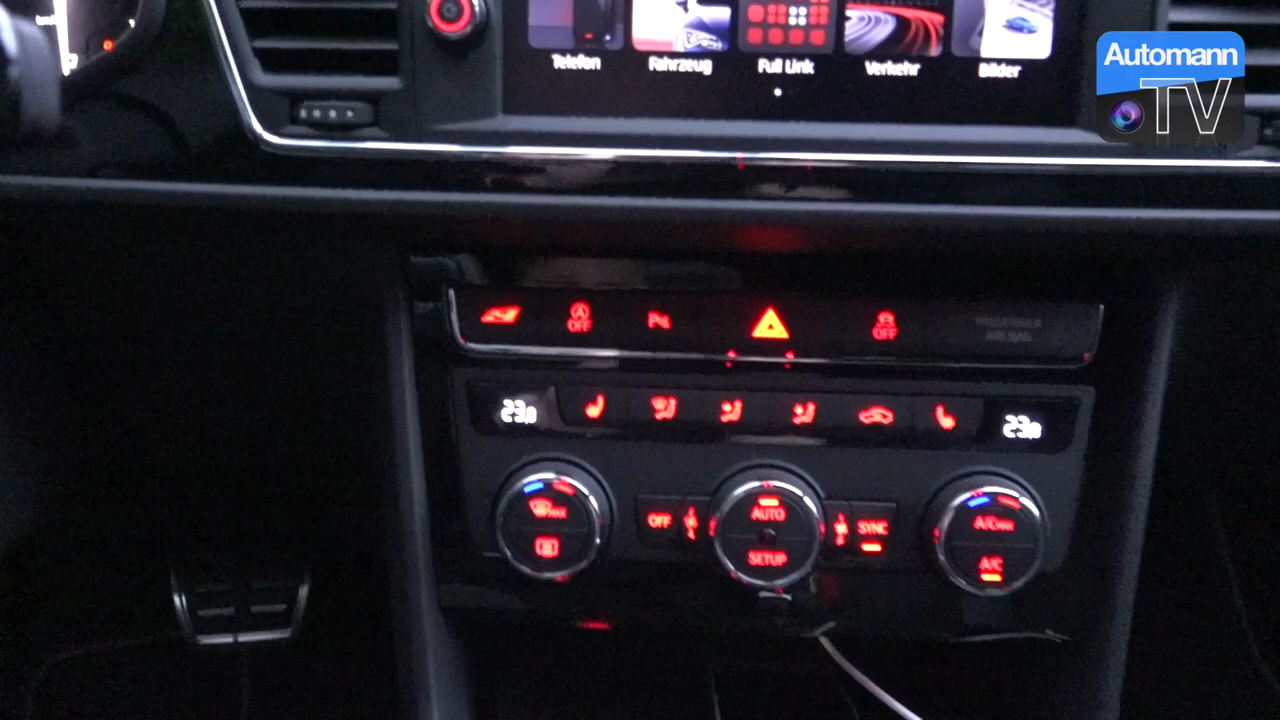 Telefon
Fahrzeug
Full Link
Verkehr
Bilder
Automann
TV
A OFF
P
OFF
PASSENGER
AIR BAG
23.0
23.0
MAX
OFF
AUTO
SETUP
SYNC
A/C MAX
A/C